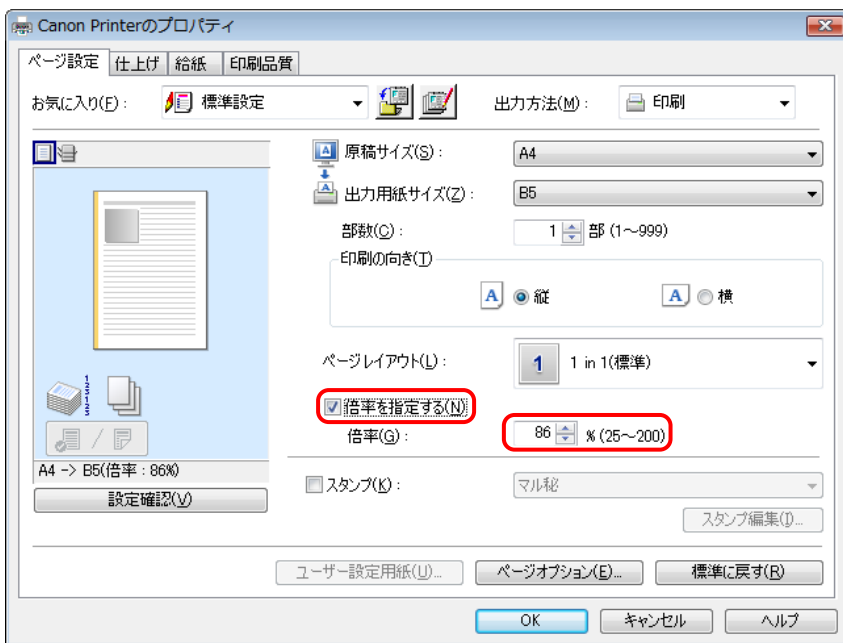 Canon Printerのプロパティ
ページ設定 仕上げ 給紙 印刷品質
お気に入り(F): 標準設定 出力方法(M): 印刷
原稿サイズ(S): A4
出力用紙サイズ(Z): B5
部数(C): 1 部 (1～999)
印刷の向き(T)
A 縦 A 横
ページレイアウト(L): 1 1 in 1(標準)
倍率を指定する(N)
倍率(G): 86 % (25～200)
A4 -> B5(倍率:86%)
設定確認(V)
スタンプ(K): マル秘
スタンプ編集(I)...
ユーザー設定用紙(U)... ページオプション(E)... 標準に戻す(R)
OK キャンセル ヘルプ